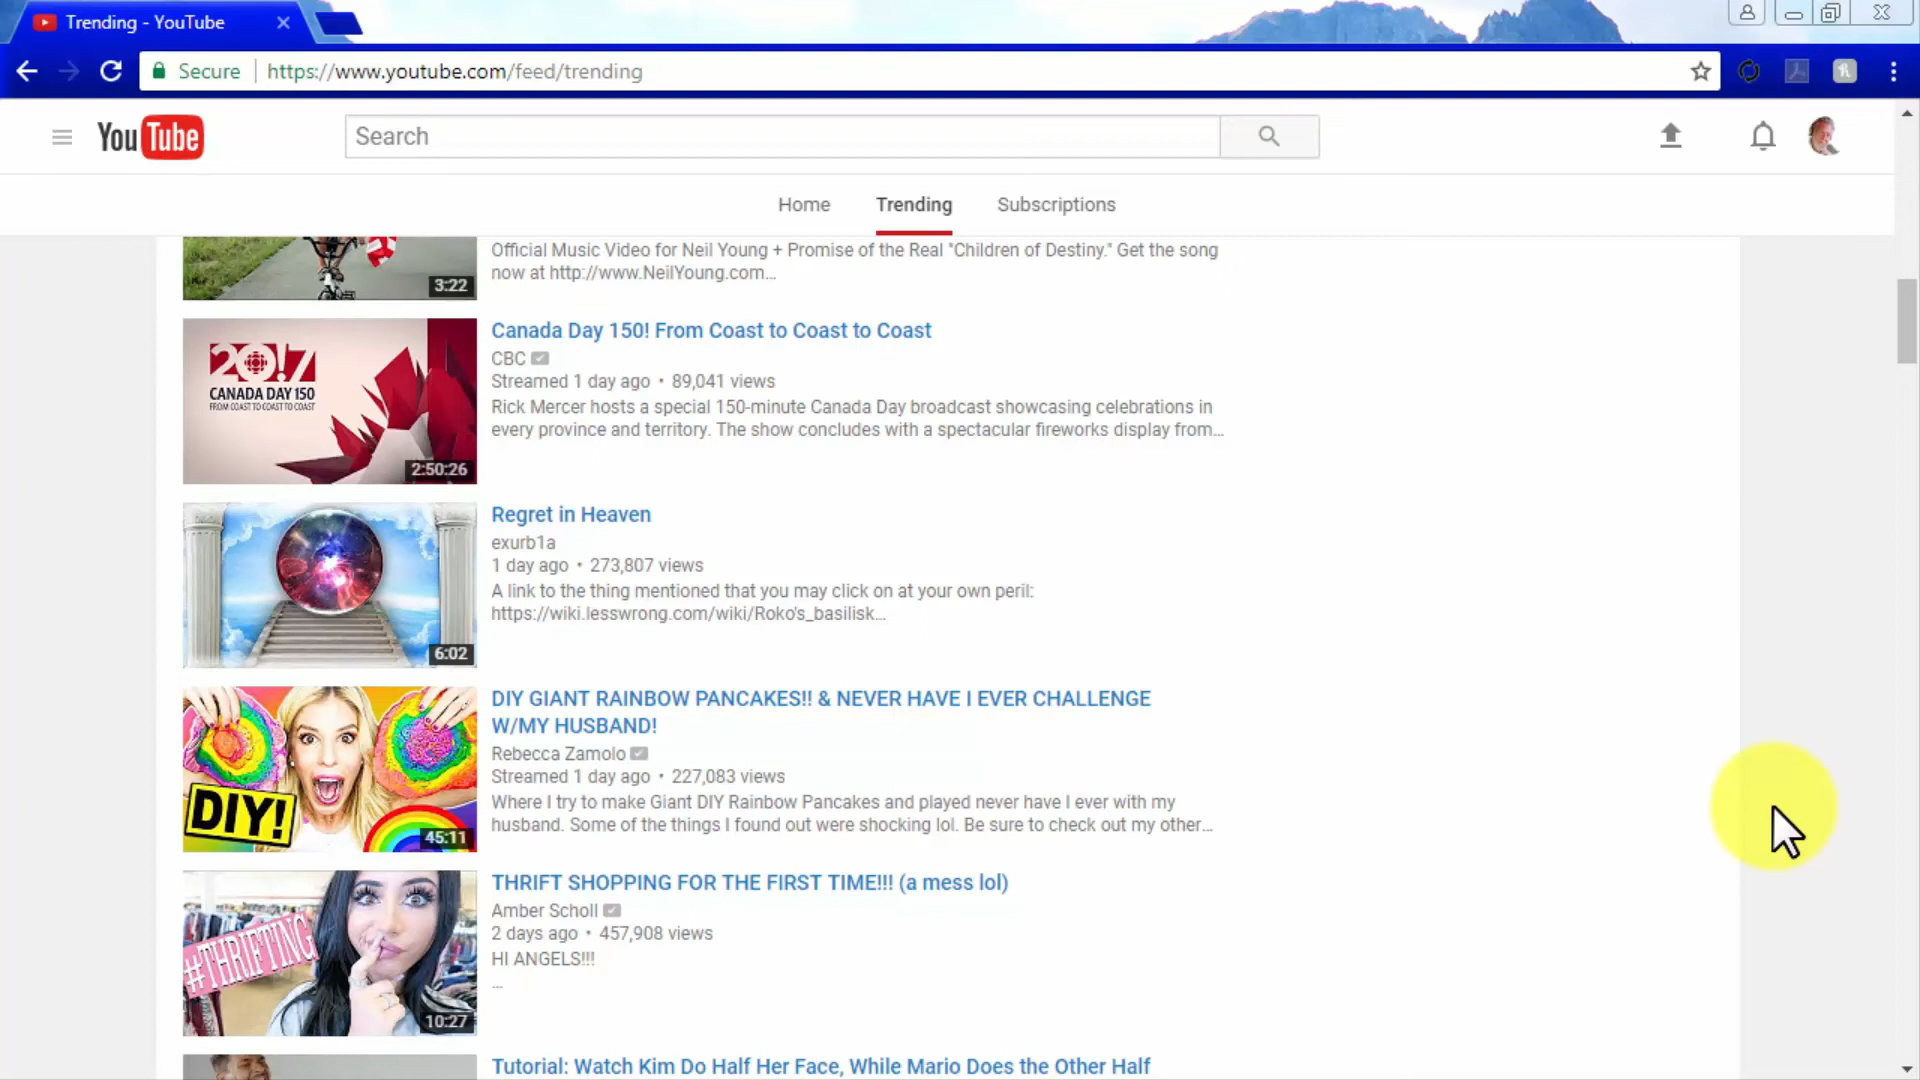 Trending - YouTube
Secure
https://www.youtube.com/feed/trending
YouTube
Search
Home
Trending
Subscriptions
3:22
Official Music Video for Neil Young + Promise of the Real "Children of Destiny." Get the song
now at http://www.NeilYoung.com...
20!7
CANADA DAY 150
FROM COAST TO COAST TO COAST
2:50:26
Canada Day 150! From Coast to Coast to Coast
CBC
Streamed 1 day ago • 89,041 views
Rick Mercer hosts a special 150-minute Canada Day broadcast showcasing celebrations in
every province and territory. The show concludes with a spectacular fireworks display from...
6:02
Regret in Heaven
exurb1a
1 day ago • 273,807 views
A link to the thing mentioned that you may click on at your own peril:
https://wiki.lesswrong.com/wiki/Roko's_basilisk...
DIY!
45:11
DIY GIANT RAINBOW PANCAKES!! & NEVER HAVE I EVER CHALLENGE
W/MY HUSBAND!
Rebecca Zamolo
Streamed 1 day ago • 227,083 views
Where I try to make Giant DIY Rainbow Pancakes and played never have I ever with my
husband. Some of the things I found out were shocking lol. Be sure to check out my other...
#THRIFTING
10:27
THRIFT SHOPPING FOR THE FIRST TIME!!! (a mess lol)
Amber Scholl
2 days ago • 457,908 views
HI ANGELS!!!
...
Tutorial: Watch Kim Do Half Her Face, While Mario Does the Other Half